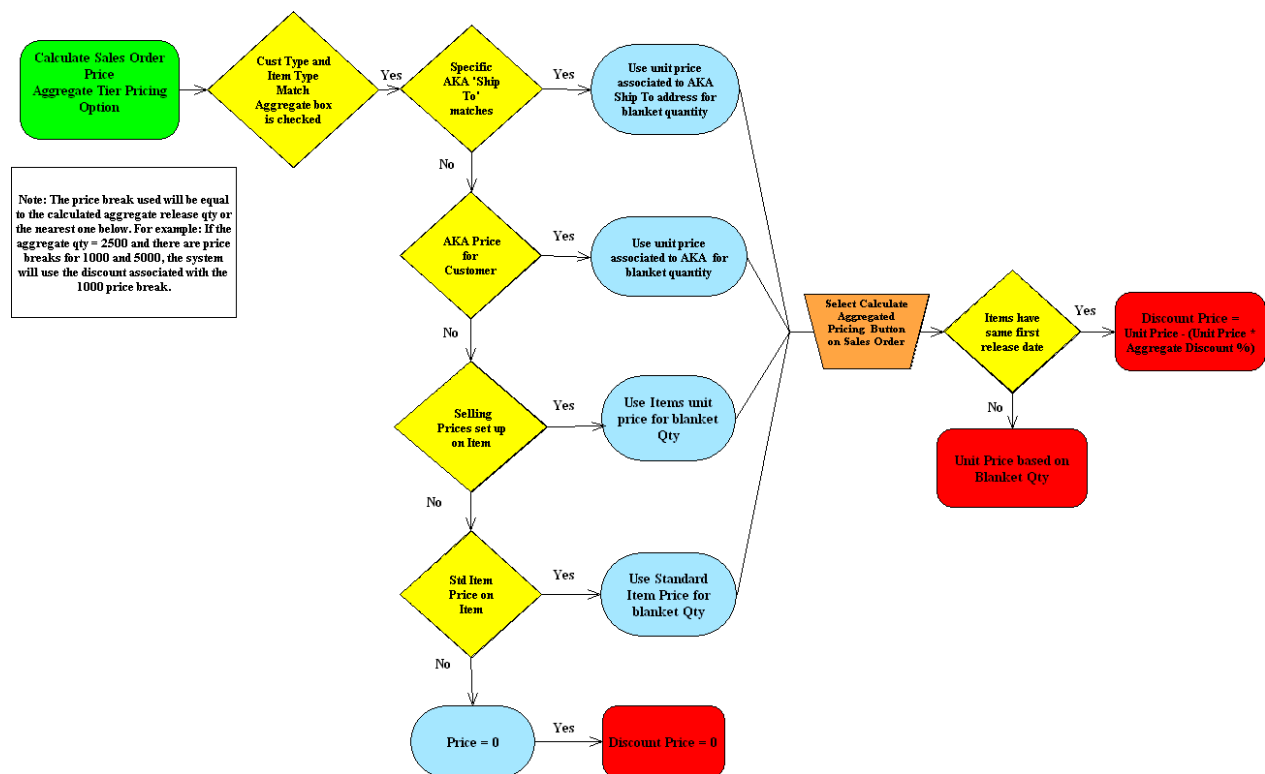 Calculate Sales Order
Price
Aggregate Tier Pricing
Option
Cust Type and
Item Type
Match
Aggregate box
is checked
Yes
Specific
AKA 'Ship
To'
matches
Yes
Use unit price
associated to AKA
Ship To address for
blanket quantity
No
Note: The price break used will be equal
to the calculated aggregate release qty or
the nearest one below. For example: If the
aggregate qty = 2500 and there are price
breaks for 1000 and 5000, the system
will use the discount associated with the
1000 price break.
AKA Price
for
Customer
Yes
Use unit price
associated to AKA for
blanket quantity
No
Selling
Prices set up
on Item
Yes
Use Items unit
price for blanket
Qty
No
Std Item
Price on
Item
Yes
Use Standard
Item Price for
blanket Qty
No
Price = 0
Yes
Discount Price = 0
Select Calculate
Aggregated
Pricing Button
on Sales Order
Items have
same first
release date
Yes
Discount Price =
Unit Price - (Unit Price *
Aggregate Discount %)
No
Unit Price based on
Blanket Qty